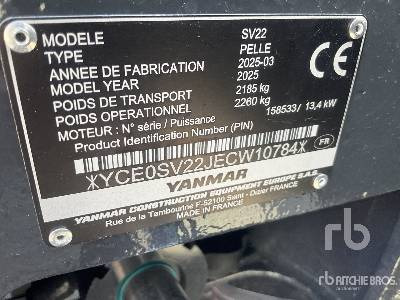 MODELE SV22
TYPE PELLE
ANNEE DE FABRICATION 2025-03
MODEL YEAR 2025
POIDS DE TRANSPORT 2185 kg
POIDS OPERATIONNEL 2260 kg
MOTEUR: N° série / Puissance 158533/ 13,4 kW
Product Identification Number (PIN)
CE
FR
*YCE0SV22JECW10784*
YANMAR
YANMAR CONSTRUCTION EQUIPMENT EUROPE S.A.S.
Rue de la Tambourine F-52100 Saint - Dizier FRANCE
MADE IN FRANCE
rb
rb RITCHIE BROS.